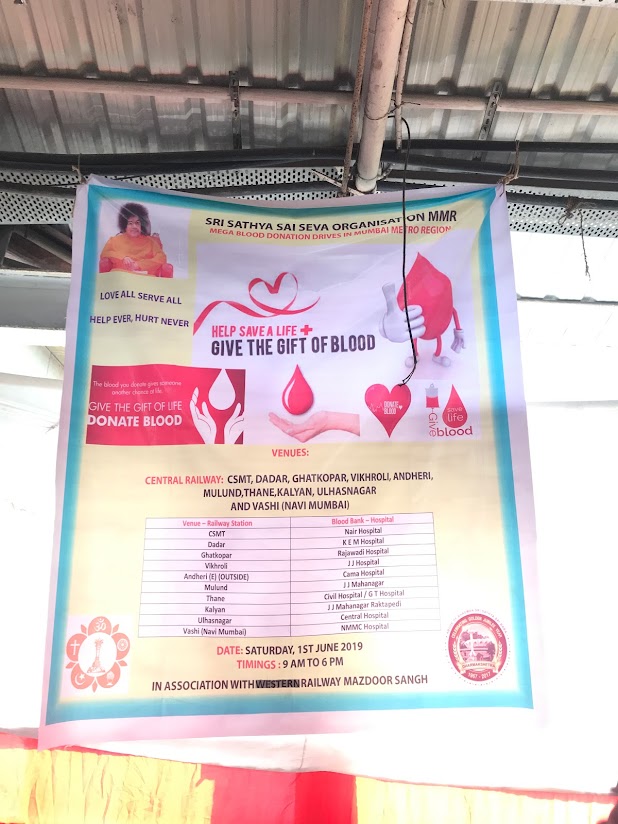 SRI SATHYA SAI SEVA ORGANISATION MMR
MEGA BLOOD DONATION DRIVES IN MUMBAI METRO REGION
LOVE ALL SERVE ALL
HELP EVER, HURT NEVER
HELP SAVE A LIFE +
GIVE THE GIFT OF BLOOD
The blood you donate gives someone
another chance at life.
GIVE THE GIFT OF LIFE
DONATE BLOOD
DONATE
BLOOD
Give
blood
save
life
VENUES:
CENTRAL RAILWAY: CSMT, DADAR, GHATKOPAR, VIKHROLI, ANDHERI,
MULUND,THANE,KALYAN, ULHASNAGAR
AND VASHI (NAVI MUMBAI)
Venue – Railway Station Blood Bank – Hospital
CSMT Nair Hospital
Dadar K E M Hospital
Ghatkopar Rajawadi Hospital
Vikhroli J J Hospital
Andheri (E) (OUTSIDE) Cama Hospital
Mulund J J Mahanagar
Thane Civil Hospital / G T Hospital
Kalyan J J Mahanagar Raktapedi
Ulhasnagar Central Hospital
Vashi (Navi Mumbai) NMMC Hospital
DATE: SATURDAY, 1ST JUNE 2019
TIMINGS : 9 AM TO 6 PM
IN ASSOCIATION WITH WESTERN RAILWAY MAZDOOR SANGH
ॐ
1967 - 2017